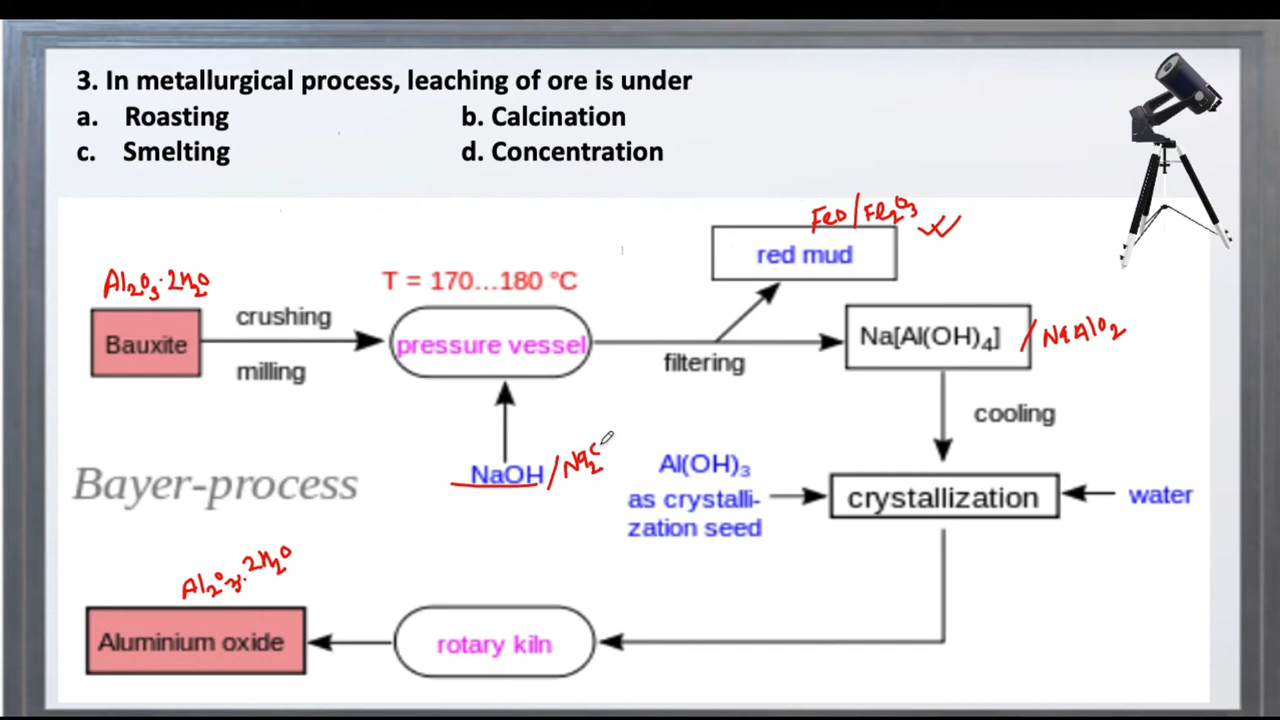 3. In metallurgical process, leaching of ore is under
a. Roasting b. Calcination
c. Smelting d. Concentration
FeO/Fe₂O₃
red mud
Al₂O₃·2H₂O
T = 170...180 °C
Bauxite
crushing
milling
pressure vessel
filtering
Na[Al(OH)₄] / NaAlO₂
cooling
NaOH / Na₂C
Bayer-process
Al(OH)₃
as crystalli-
zation seed
crystallization
water
Al₂O₃·2H₂O
Aluminium oxide
rotary kiln